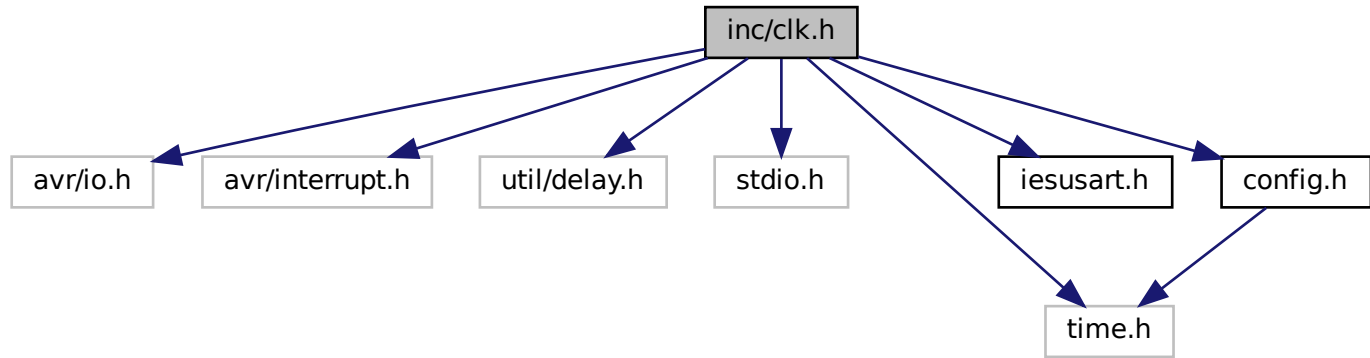 inc/clk.h
avr/io.h
avr/interrupt.h
util/delay.h
stdio.h
iesusart.h
config.h
time.h